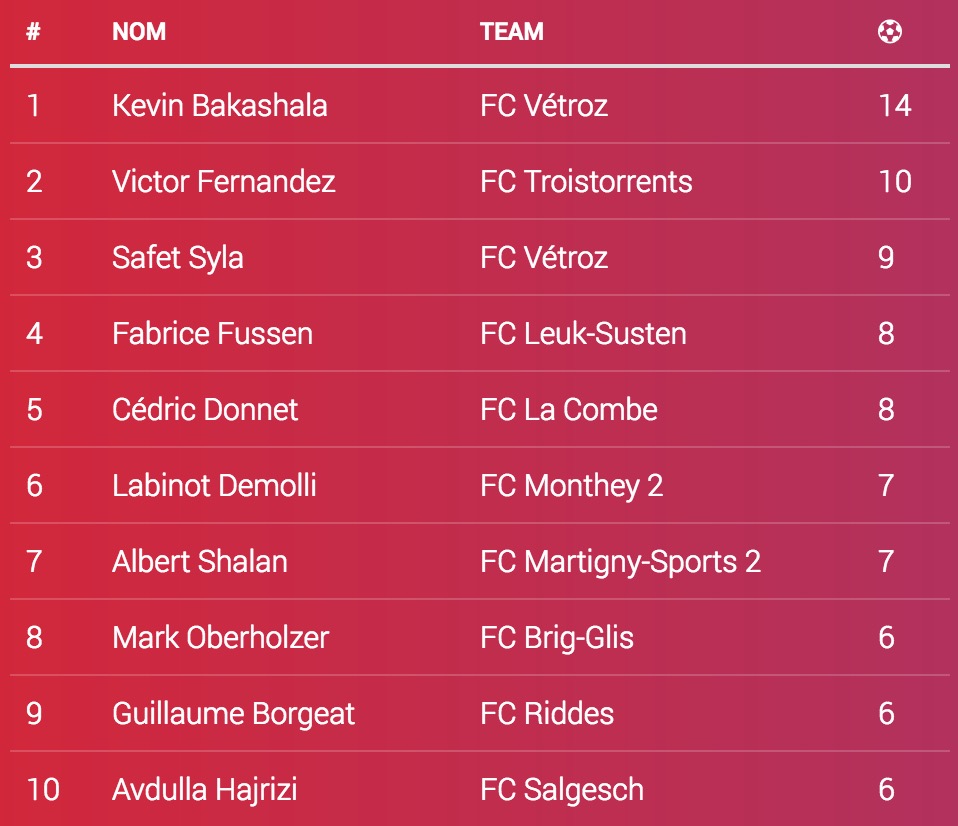 # NOM TEAM
1 Kevin Bakashala FC Vétroz 14
2 Victor Fernandez FC Troistorrents 10
3 Safet Syla FC Vétroz 9
4 Fabrice Fussen FC Leuk-Susten 8
5 Cédric Donnet FC La Combe 8
6 Labinot Demolli FC Monthey 2 7
7 Albert Shalan FC Martigny-Sports 2 7
8 Mark Oberholzer FC Brig-Glis 6
9 Guillaume Borgeat FC Riddes 6
10 Avdulla Hajrizi FC Salgesch 6